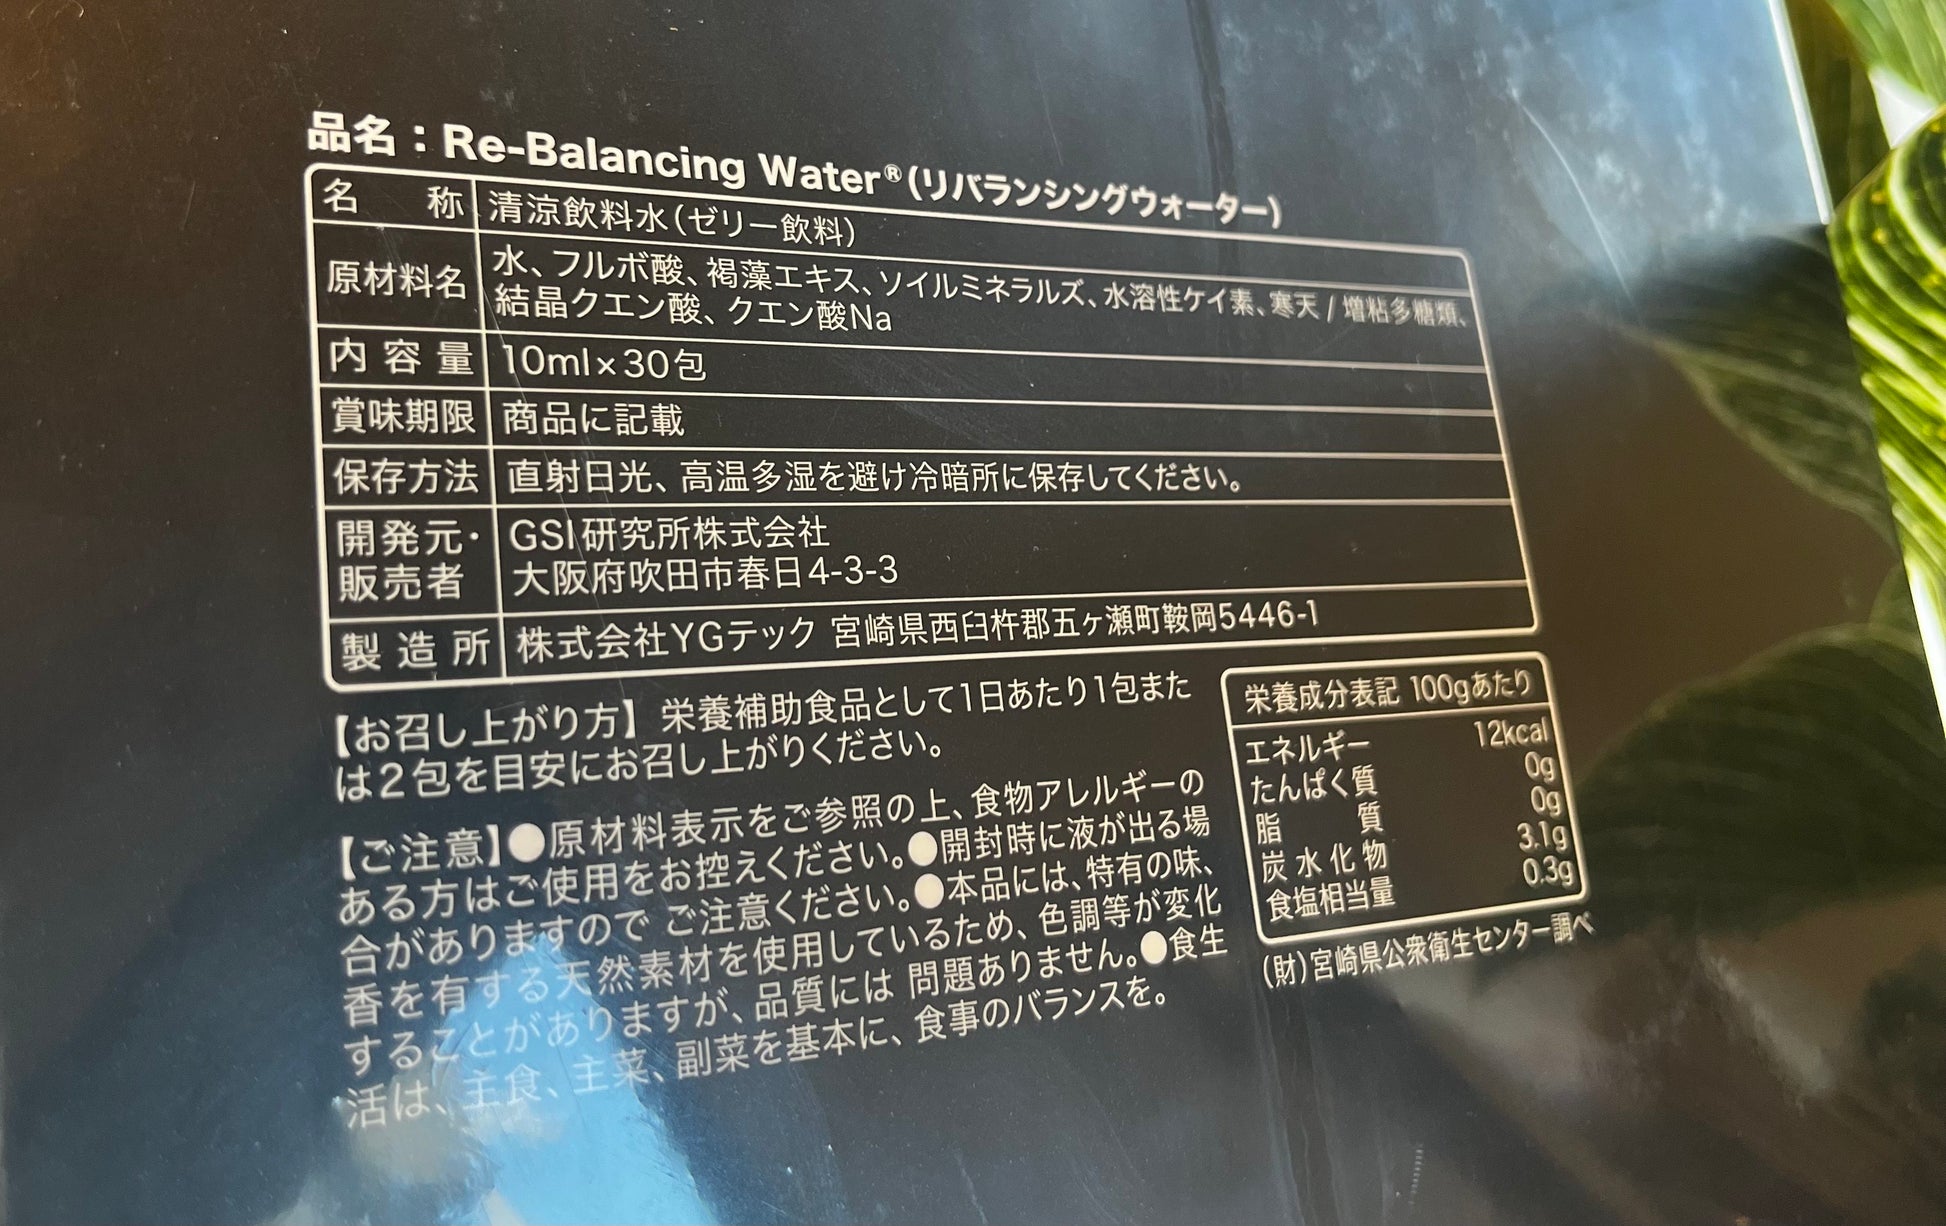 品名：Re-Balancing Water®（リバランシングウォーター）
名　称 清涼飲料水（ゼリー飲料）
原材料名 水、フルボ酸、褐藻エキス、ソイルミネラルズ、水溶性ケイ素、寒天 / 増粘多糖類、
結晶クエン酸、クエン酸Na
内容量 10ml×30包
賞味期限 商品に記載
保存方法 直射日光、高温多湿を避け冷暗所に保存してください。
開発元・ GSI研究所株式会社
販売者 大阪府吹田市春日4-3-3
製造所 株式会社YGテック 宮崎県西臼杵郡五ヶ瀬町鞍岡5446-1
【お召し上がり方】栄養補助食品として1日あたり1包また
は2包を目安にお召し上がりください。
【ご注意】●原材料表示をご参照の上、食物アレルギーの
ある方はご使用をお控えください。●開封時に液が出る場
合がありますので ご注意ください。●本品には、特有の味、
香を有する天然素材を使用しているため、色調等が変化
することがありますが、品質には 問題ありません。●食生
活は、主食、主菜、副菜を基本に、食事のバランスを。
栄養成分表記 100gあたり
エネルギー 12kcal
たんぱく質 0g
脂　質 0g
炭水化物 3.1g
食塩相当量 0.3g
（財）宮崎県公衆衛生センター調べ